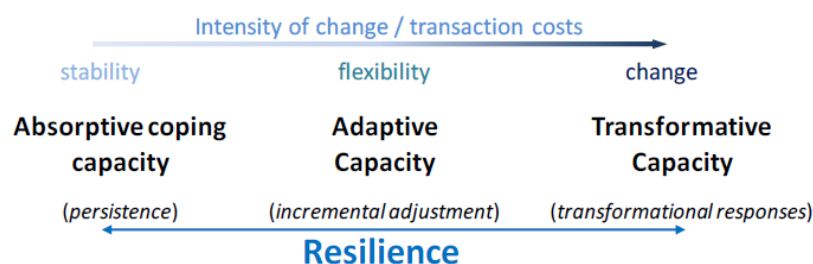 Intensity of change / transaction costs
stability flexibility change
Absorptive coping capacity
Adaptive Capacity
Transformative Capacity
(persistence) (incremental adjustment) (transformational responses)
Resilience